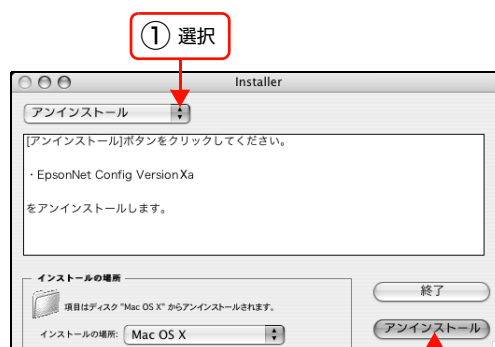 ① 選択
Installer
アンインストール
[アンインストール]ボタンをクリックしてください。
・EpsonNet Config Version Xa
をアンインストールします。
インストールの場所
項目はディスク "Mac OS X" からアンインストールされます。
インストールの場所: Mac OS X
終了
アンインストール